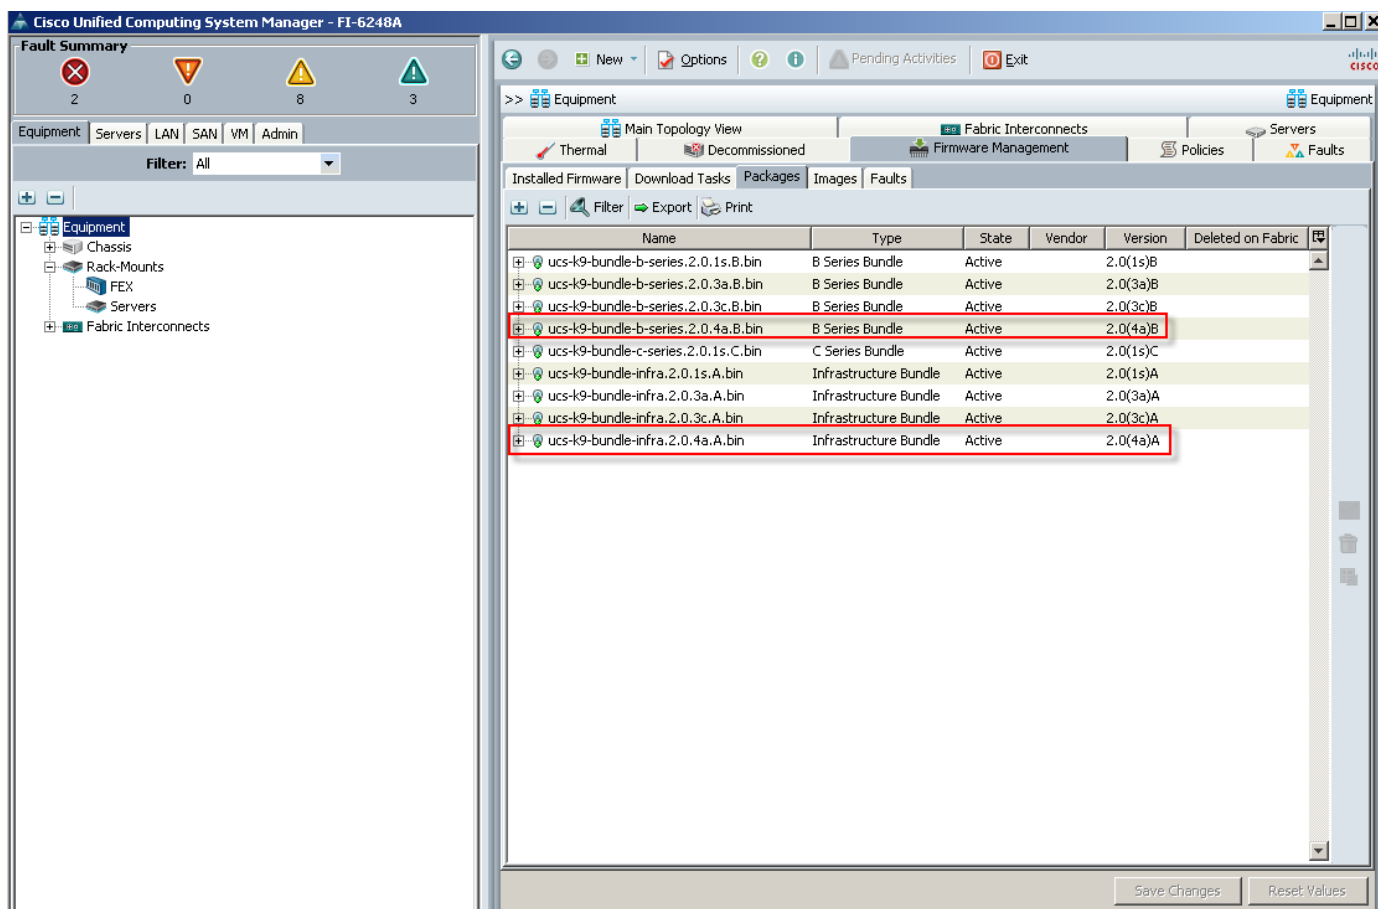 Cisco Unified Computing System Manager - FI-6248A
Fault Summary
2 0 8 3
Equipment Servers LAN SAN VM Admin
Filter: All
Equipment
Chassis
Rack-Mounts
FEX
Servers
Fabric Interconnects
New Options Pending Activities Exit
cisco
>> Equipment Equipment
Main Topology View Fabric Interconnects Servers
Thermal Decommissioned Firmware Management Policies Faults
Installed Firmware Download Tasks Packages Images Faults
Filter Export Print
Name Type State Vendor Version Deleted on Fabric
ucs-k9-bundle-b-series.2.0.1s.B.bin B Series Bundle Active 2.0(1s)B
ucs-k9-bundle-b-series.2.0.3a.B.bin B Series Bundle Active 2.0(3a)B
ucs-k9-bundle-b-series.2.0.3c.B.bin B Series Bundle Active 2.0(3c)B
ucs-k9-bundle-b-series.2.0.4a.B.bin B Series Bundle Active 2.0(4a)B
ucs-k9-bundle-c-series.2.0.1s.C.bin C Series Bundle Active 2.0(1s)C
ucs-k9-bundle-infra.2.0.1s.A.bin Infrastructure Bundle Active 2.0(1s)A
ucs-k9-bundle-infra.2.0.3a.A.bin Infrastructure Bundle Active 2.0(3a)A
ucs-k9-bundle-infra.2.0.3c.A.bin Infrastructure Bundle Active 2.0(3c)A
ucs-k9-bundle-infra.2.0.4a.A.bin Infrastructure Bundle Active 2.0(4a)A
Save Changes Reset Values